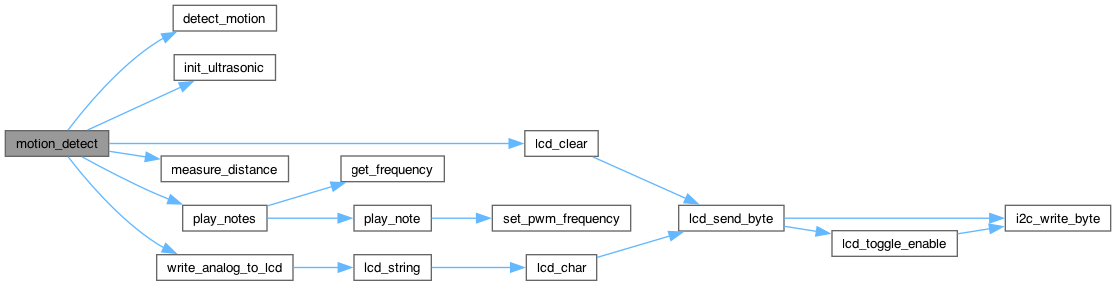 detect_motion
init_ultrasonic
motion_detect
lcd_clear
measure_distance
get_frequency
play_notes
play_note
set_pwm_frequency
lcd_send_byte
i2c_write_byte
lcd_toggle_enable
write_analog_to_lcd
lcd_string
lcd_char